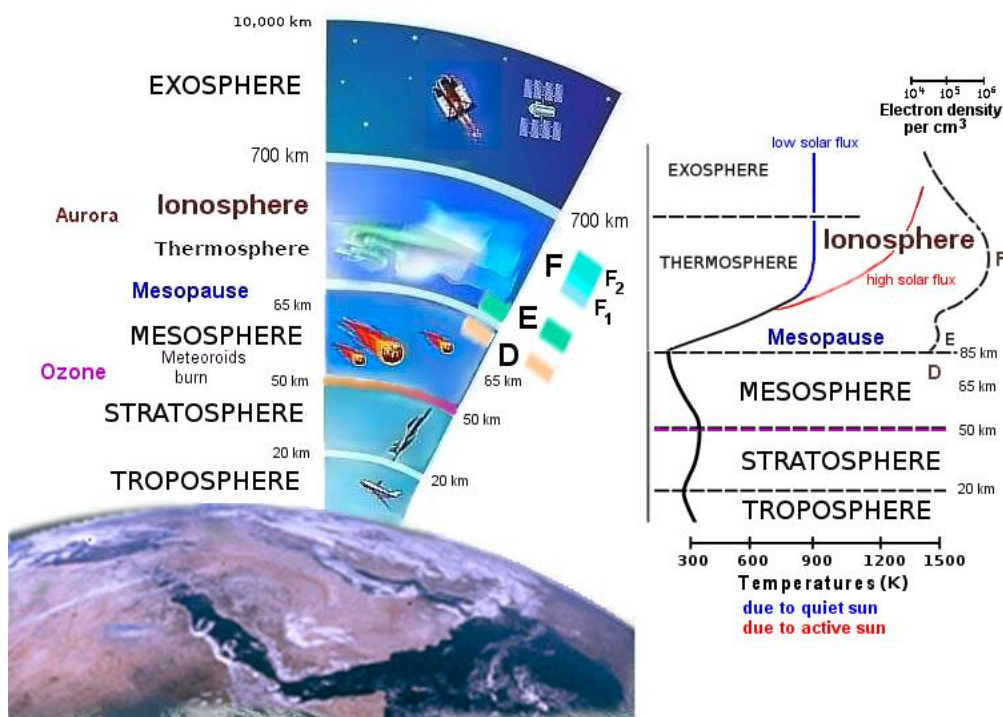 10,000 km
EXOSPHERE
700 km
Aurora
Ionosphere
Thermosphere
Mesopause
65 km
MESOSPHERE
Meteoroids
burn
Ozone
50 km
STRATOSPHERE
20 km
TROPOSPHERE
700 km
F
F2
F1
E
D
65 km
50 km
20 km
10⁴ 10⁵ 10⁶
Electron density
per cm³
low solar flux
EXOSPHERE
Ionosphere
THERMOSPHERE
F
high solar flux
Mesopause
E
85 km
D
MESOSPHERE
65 km
50 km
STRATOSPHERE
20 km
TROPOSPHERE
300 600 900 1200 1500
Temperatures (K)
due to quiet sun
due to active sun